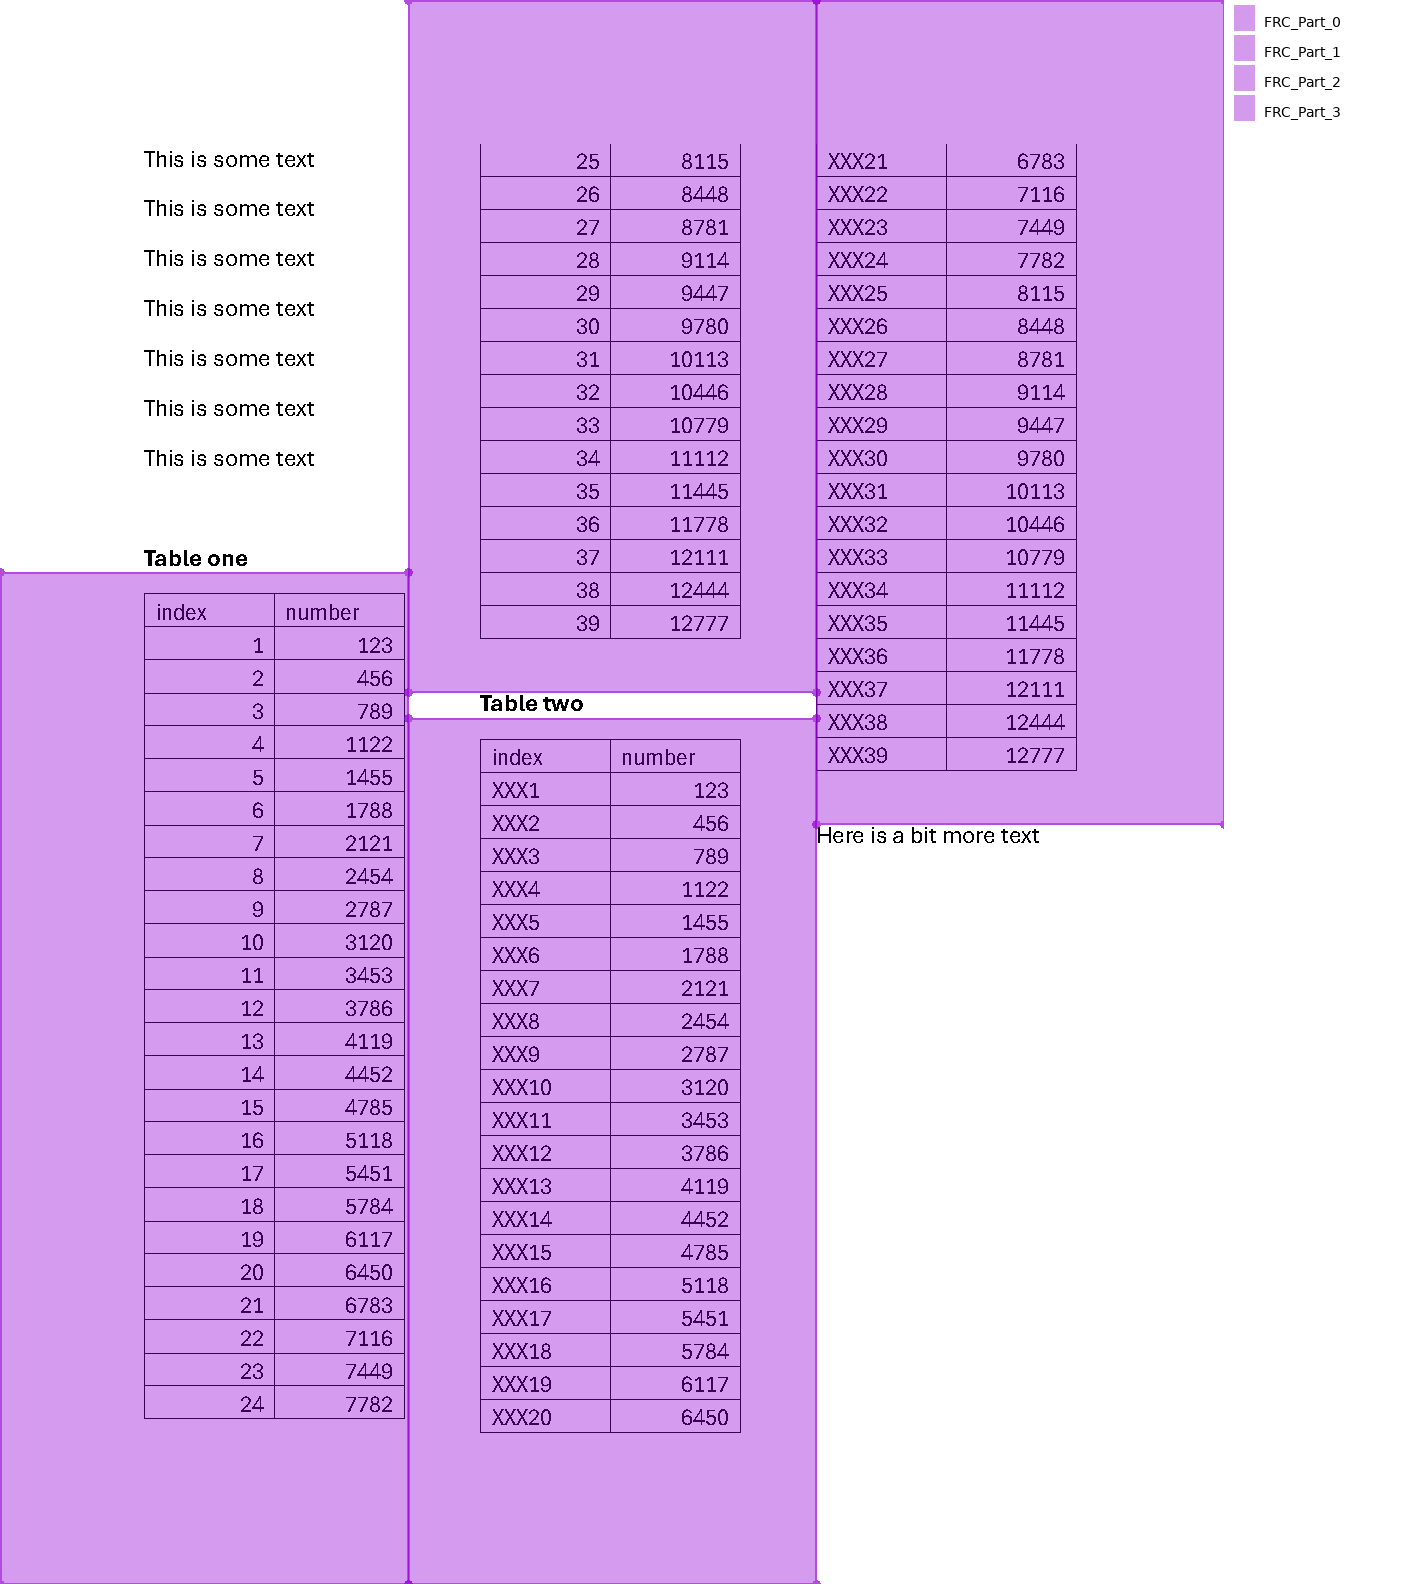 This is some text
This is some text
This is some text
This is some text
This is some text
This is some text
This is some text
Table one
index number
1 123
2 456
3 789
4 1122
5 1455
6 1788
7 2121
8 2454
9 2787
10 3120
11 3453
12 3786
13 4119
14 4452
15 4785
16 5118
17 5451
18 5784
19 6117
20 6450
21 6783
22 7116
23 7449
24 7782
25 8115
26 8448
27 8781
28 9114
29 9447
30 9780
31 10113
32 10446
33 10779
34 11112
35 11445
36 11778
37 12111
38 12444
39 12777
Table two
index number
XXX1 123
XXX2 456
XXX3 789
XXX4 1122
XXX5 1455
XXX6 1788
XXX7 2121
XXX8 2454
XXX9 2787
XXX10 3120
XXX11 3453
XXX12 3786
XXX13 4119
XXX14 4452
XXX15 4785
XXX16 5118
XXX17 5451
XXX18 5784
XXX19 6117
XXX20 6450
XXX21 6783
XXX22 7116
XXX23 7449
XXX24 7782
XXX25 8115
XXX26 8448
XXX27 8781
XXX28 9114
XXX29 9447
XXX30 9780
XXX31 10113
XXX32 10446
XXX33 10779
XXX34 11112
XXX35 11445
XXX36 11778
XXX37 12111
XXX38 12444
XXX39 12777
Here is a bit more text
FRC_Part_0
FRC_Part_1
FRC_Part_2
FRC_Part_3